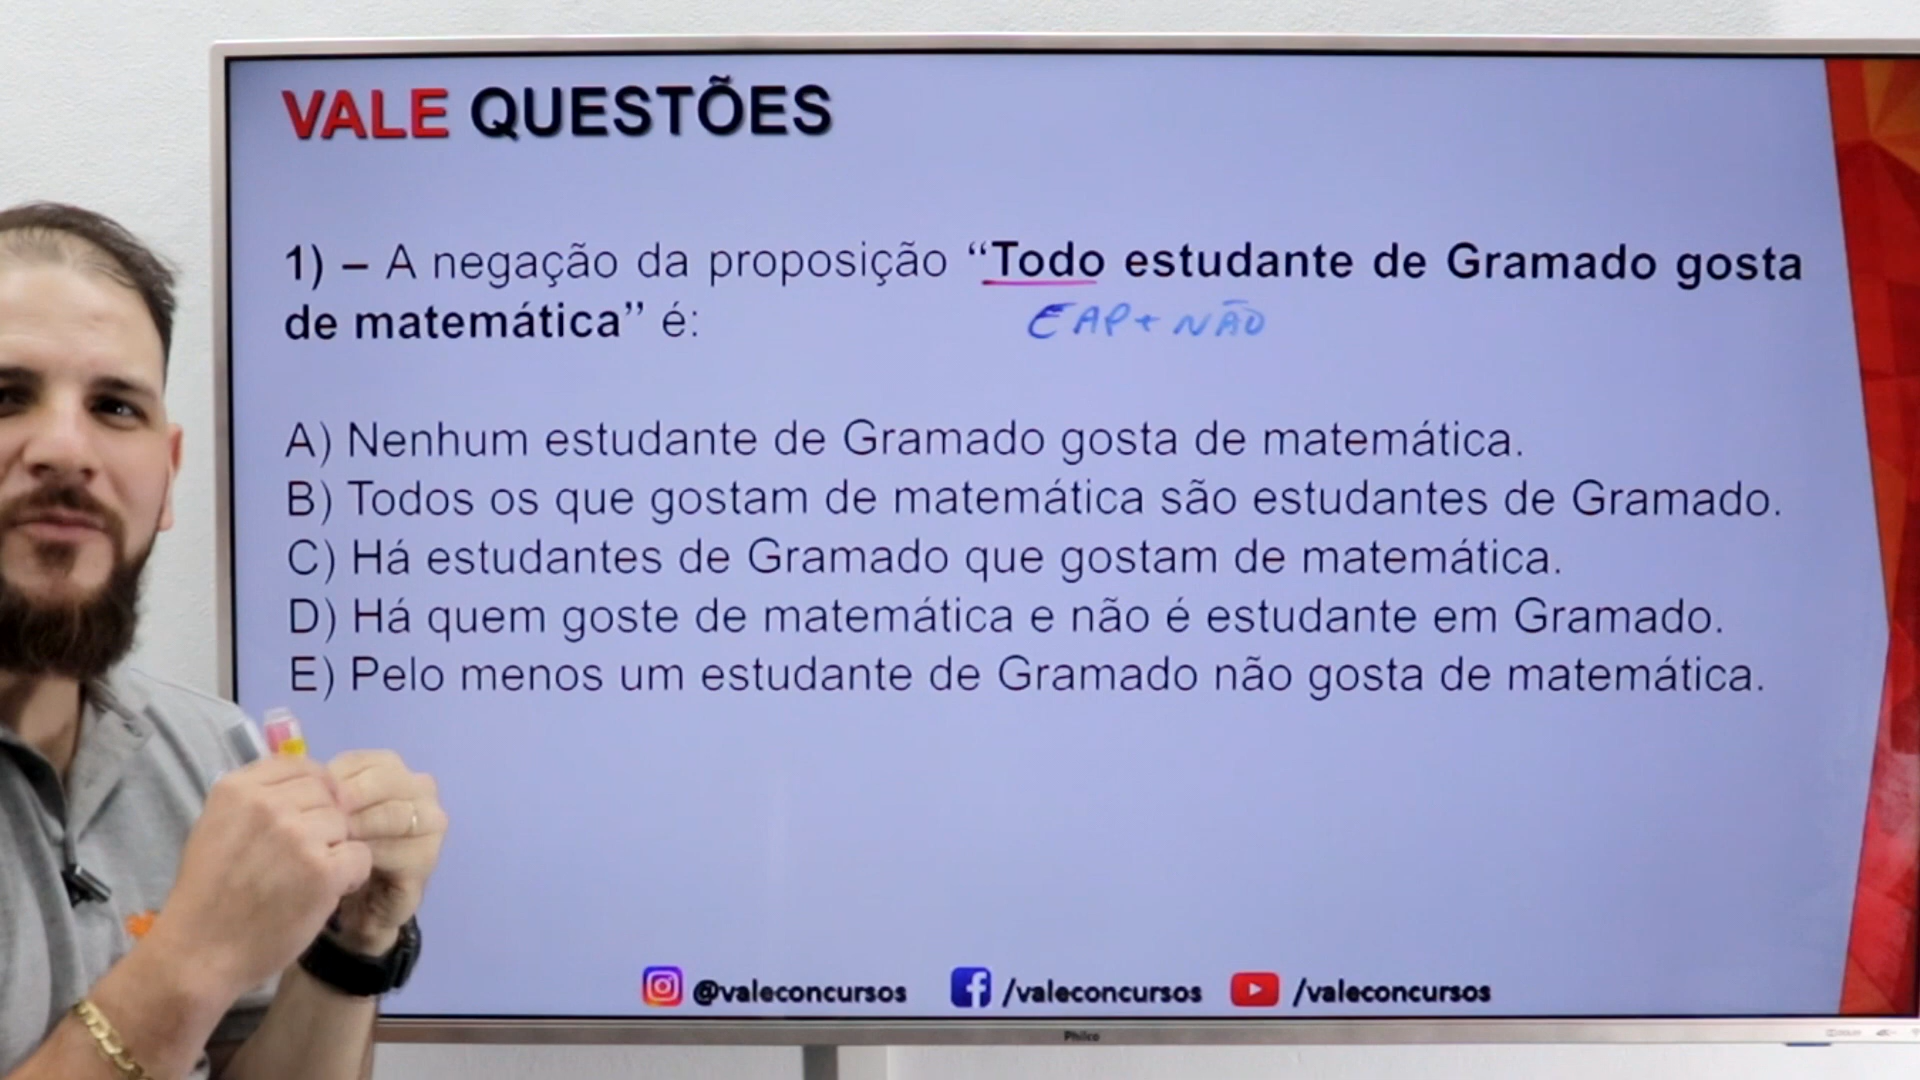 VALE QUESTÕES
1) – A negação da proposição “Todo estudante de Gramado gosta
de matemática” é:
EAP + NÃO
A) Nenhum estudante de Gramado gosta de matemática.
B) Todos os que gostam de matemática são estudantes de Gramado.
C) Há estudantes de Gramado que gostam de matemática.
D) Há quem goste de matemática e não é estudante em Gramado.
E) Pelo menos um estudante de Gramado não gosta de matemática.
@valeconcursos /valeconcursos /valeconcursos
Philco